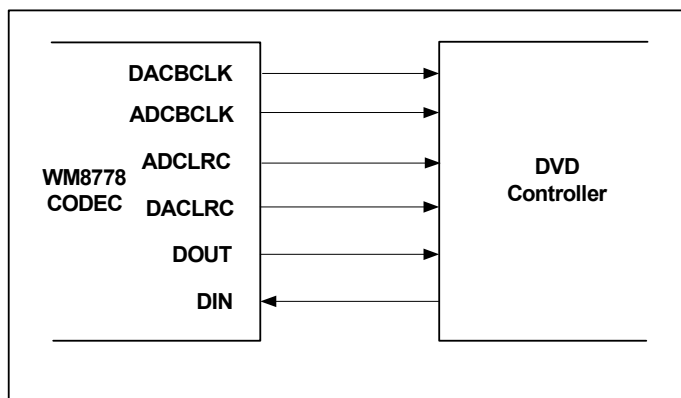 DACBCLK
ADCBCLK
ADCLRC
WM8778
CODEC
DACLRC
DOUT
DIN
DVD
Controller